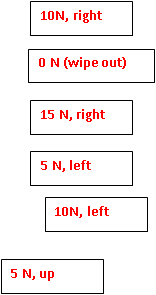 10N, right
0 N (wipe out)
15 N, right
5 N, left
10N, left
5 N, up